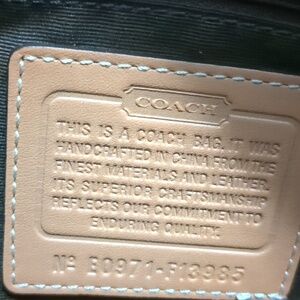 COACH
THIS IS A COACH BAG. IT WAS
HANDCRAFTED IN CHINA FROM THE
FINEST MATERIALS AND LEATHER.
ITS SUPERIOR CRAFTSMANSHIP
REFLECTS OUR COMMITMENT TO
ENDURING QUALITY.
Nº E0971-F13985